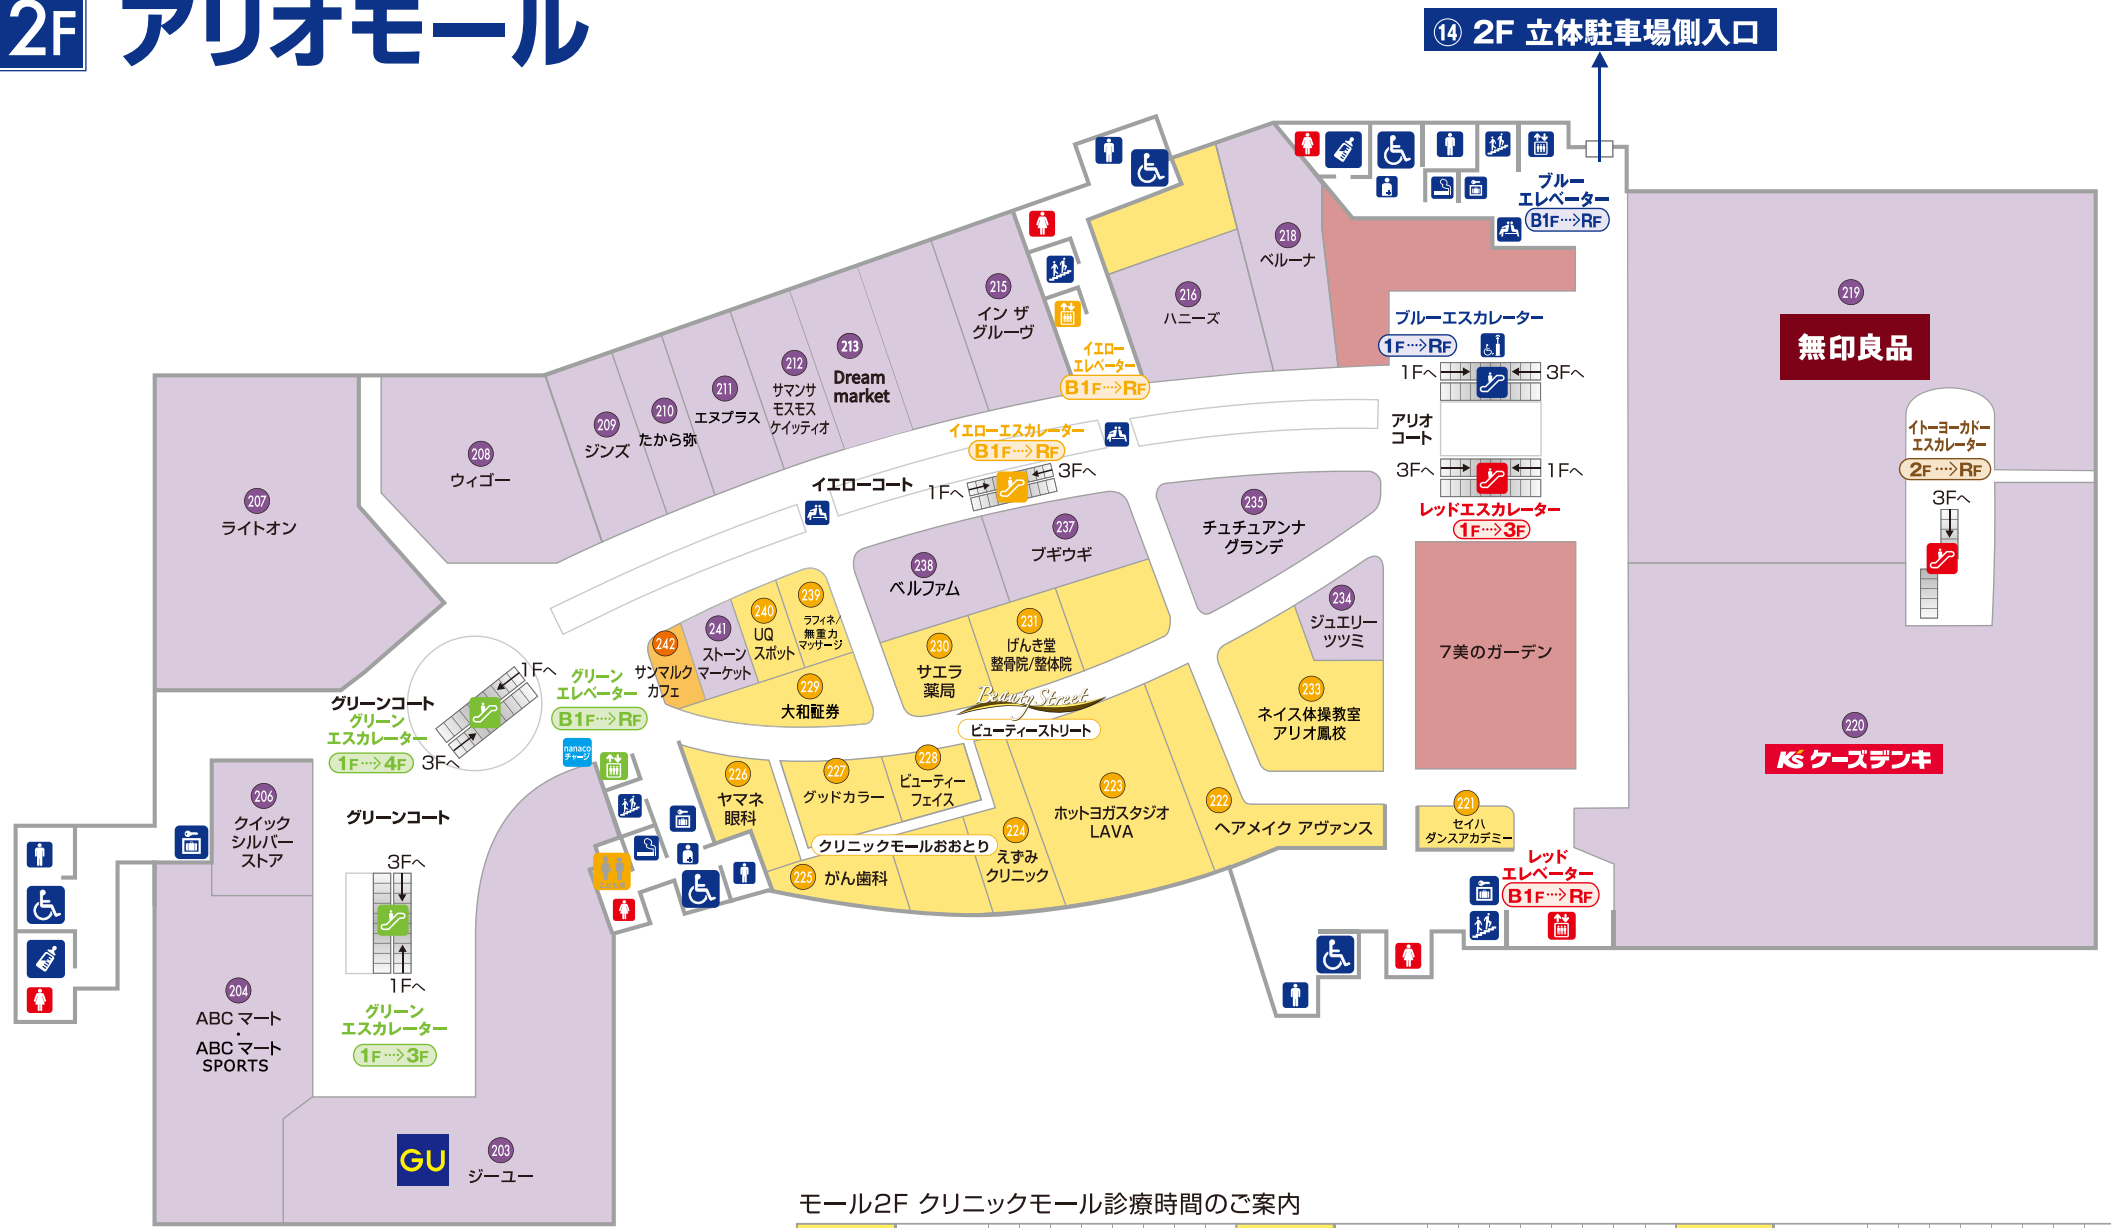 2F アリオモール
⑭ 2F 立体駐車場側入口
ブルー
エレベーター
B1F…>RF
218
ベルーナ
216
ハニーズ
215
イン ザ
グルーヴ
213
Dream
market
212
サマンサ
モスモス
ケイッティオ
211
エヌプラス
210
たから弥
209
ジンズ
208
ウィゴー
207
ライトオン
イエロー
エレベーター
B1F…>RF
イエローエスカレーター
B1F…>RF
イエローコート
1Fへ
3Fへ
ブルーエスカレーター
1F…>RF
1Fへ
3Fへ
アリオ
コート
3Fへ
1Fへ
レッドエスカレーター
1F…>3F
219
無印良品
イトーヨーカドー
エスカレーター
2F…>RF
3Fへ
220
K's ケーズデンキ
235
チュチュアンナ
グランデ
237
ブギウギ
238
ベルファム
234
ジュエリー
ツツミ
7美のガーデン
233
ネイス体操教室
アリオ鳳校
231
げんき堂
整骨院/整体院
230
サエラ
薬局
239
ラフィネ/
無重力
マッサージ
240
UQ
スポット
241
ストーン
マーケット
242
サンマルク
カフェ
229
大和証券
Beauty Street
ビューティーストリート
グリーン
エレベーター
B1F…>RF
nanaco
チャージ
1Fへ
3Fへ
グリーンコート
グリーン
エスカレーター
1F…>4F
グリーンコート
3Fへ
1Fへ
グリーン
エスカレーター
1F…>3F
206
クイック
シルバー
ストア
204
ABC マート
・
ABC マート
SPORTS
GU
203
ジーユー
226
ヤマネ
眼科
227
グッドカラー
228
ビューティー
フェイス
クリニックモールおおとり
225 がん歯科
224
えずみ
クリニック
223
ホットヨガスタジオ
LAVA
222
ヘアメイク アヴァンス
221
セイハ
ダンスアカデミー
レッド
エレベーター
B1F…>RF
モール2F クリニックモール診療時間のご案内